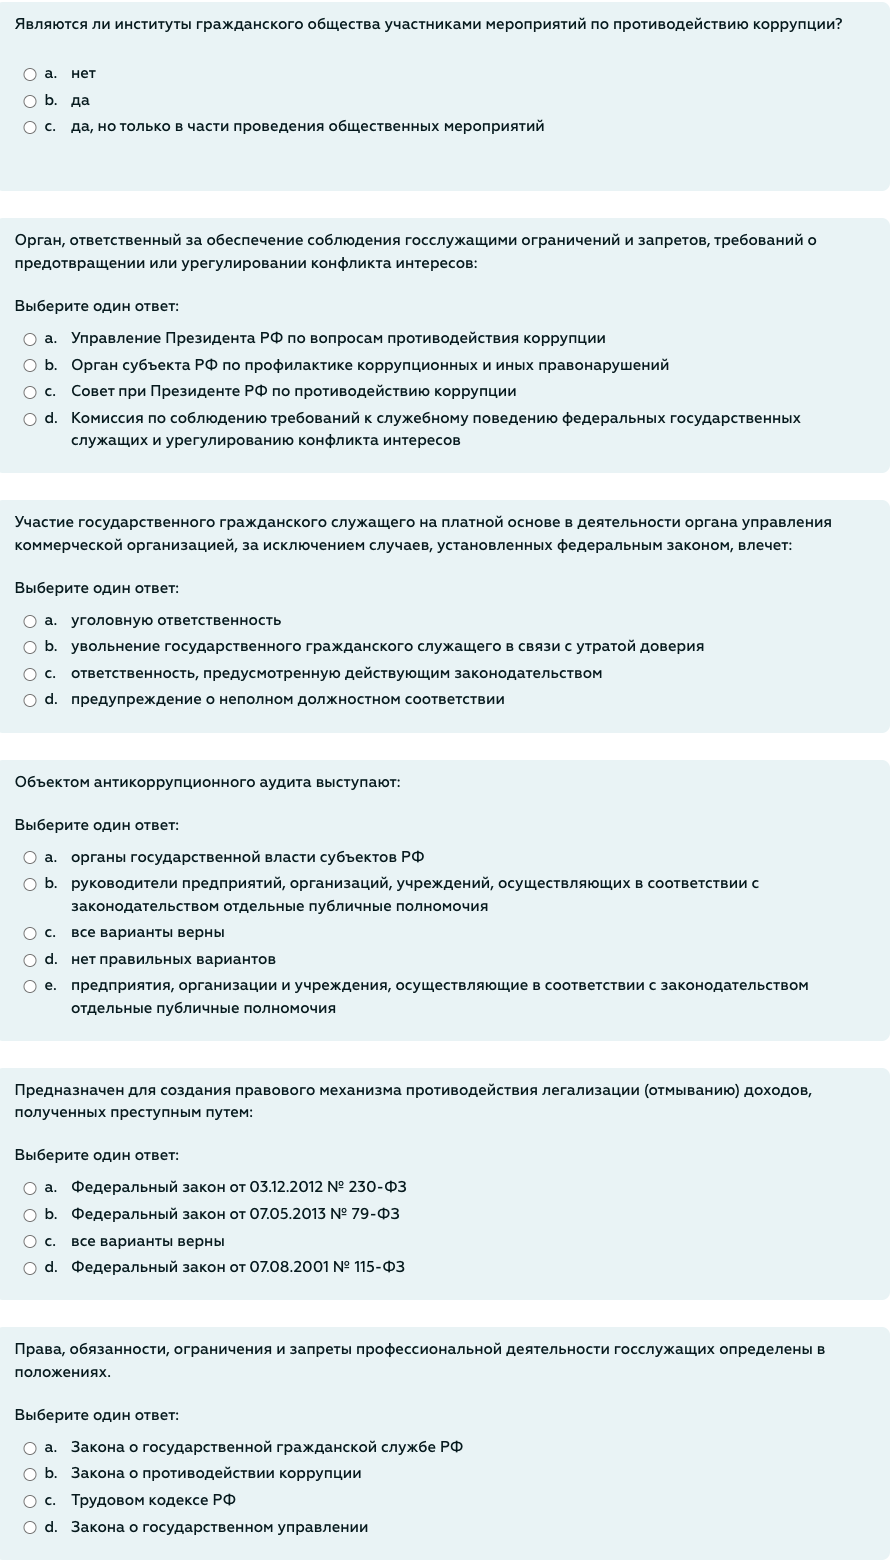 Являются ли институты гражданского общества участниками мероприятий по противодействию коррупции?
a. нет
b. да
c. да, но только в части проведения общественных мероприятий
Орган, ответственный за обеспечение соблюдения госслужащими ограничений и запретов, требований о
предотвращении или урегулировании конфликта интересов:
Выберите один ответ:
a. Управление Президента РФ по вопросам противодействия коррупции
b. Орган субъекта РФ по профилактике коррупционных и иных правонарушений
c. Совет при Президенте РФ по противодействию коррупции
d. Комиссия по соблюдению требований к служебному поведению федеральных государственных
служащих и урегулированию конфликта интересов
Участие государственного гражданского служащего на платной основе в деятельности органа управления
коммерческой организацией, за исключением случаев, установленных федеральным законом, влечет:
Выберите один ответ:
a. уголовную ответственность
b. увольнение государственного гражданского служащего в связи с утратой доверия
c. ответственность, предусмотренную действующим законодательством
d. предупреждение о неполном должностном соответствии
Объектом антикоррупционного аудита выступают:
Выберите один ответ:
a. органы государственной власти субъектов РФ
b. руководители предприятий, организаций, учреждений, осуществляющих в соответствии с
законодательством отдельные публичные полномочия
c. все варианты верны
d. нет правильных вариантов
e. предприятия, организации и учреждения, осуществляющие в соответствии с законодательством
отдельные публичные полномочия
Предназначен для создания правового механизма противодействия легализации (отмыванию) доходов,
полученных преступным путем:
Выберите один ответ:
a. Федеральный закон от 03.12.2012 № 230-ФЗ
b. Федеральный закон от 07.05.2013 № 79-ФЗ
c. все варианты верны
d. Федеральный закон от 07.08.2001 № 115-ФЗ
Права, обязанности, ограничения и запреты профессиональной деятельности госслужащих определены в
положениях.
Выберите один ответ:
a. Закона о государственной гражданской службе РФ
b. Закона о противодействии коррупции
c. Трудовом кодексе РФ
d. Закона о государственном управлении